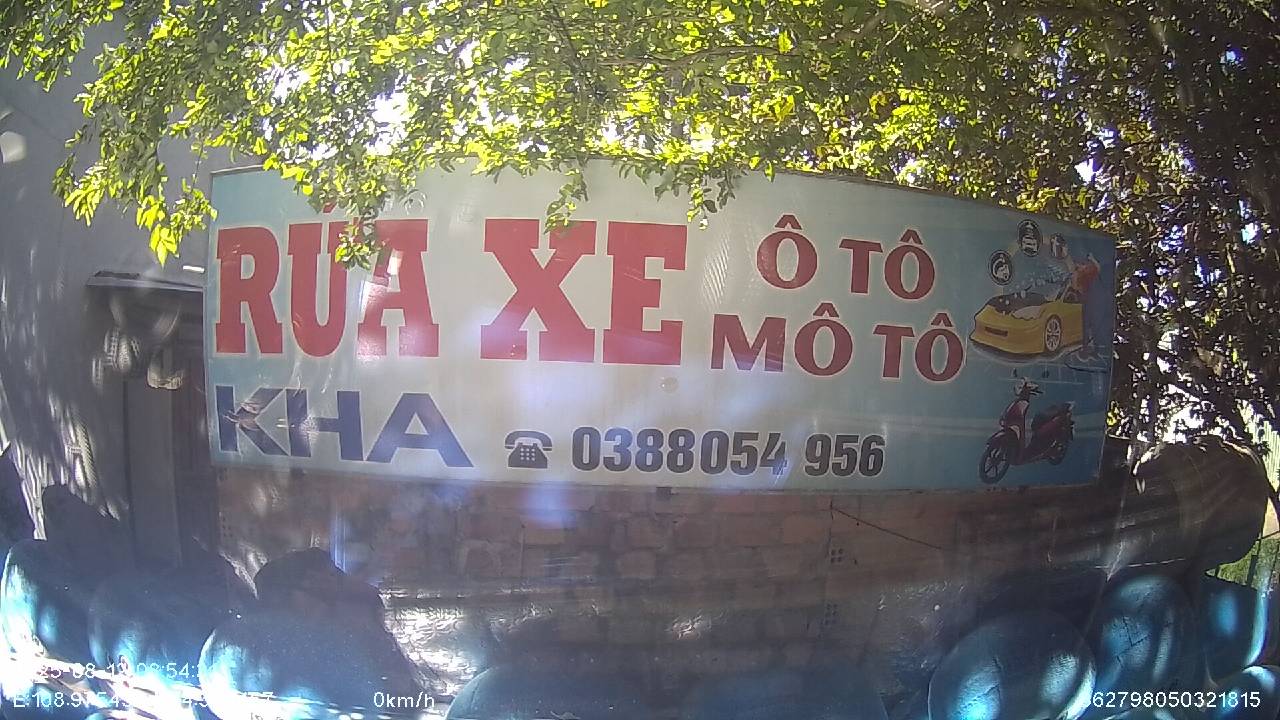 RỬA XE
Ô TÔ
MÔ TÔ
KHA
0388054 956
0km/h